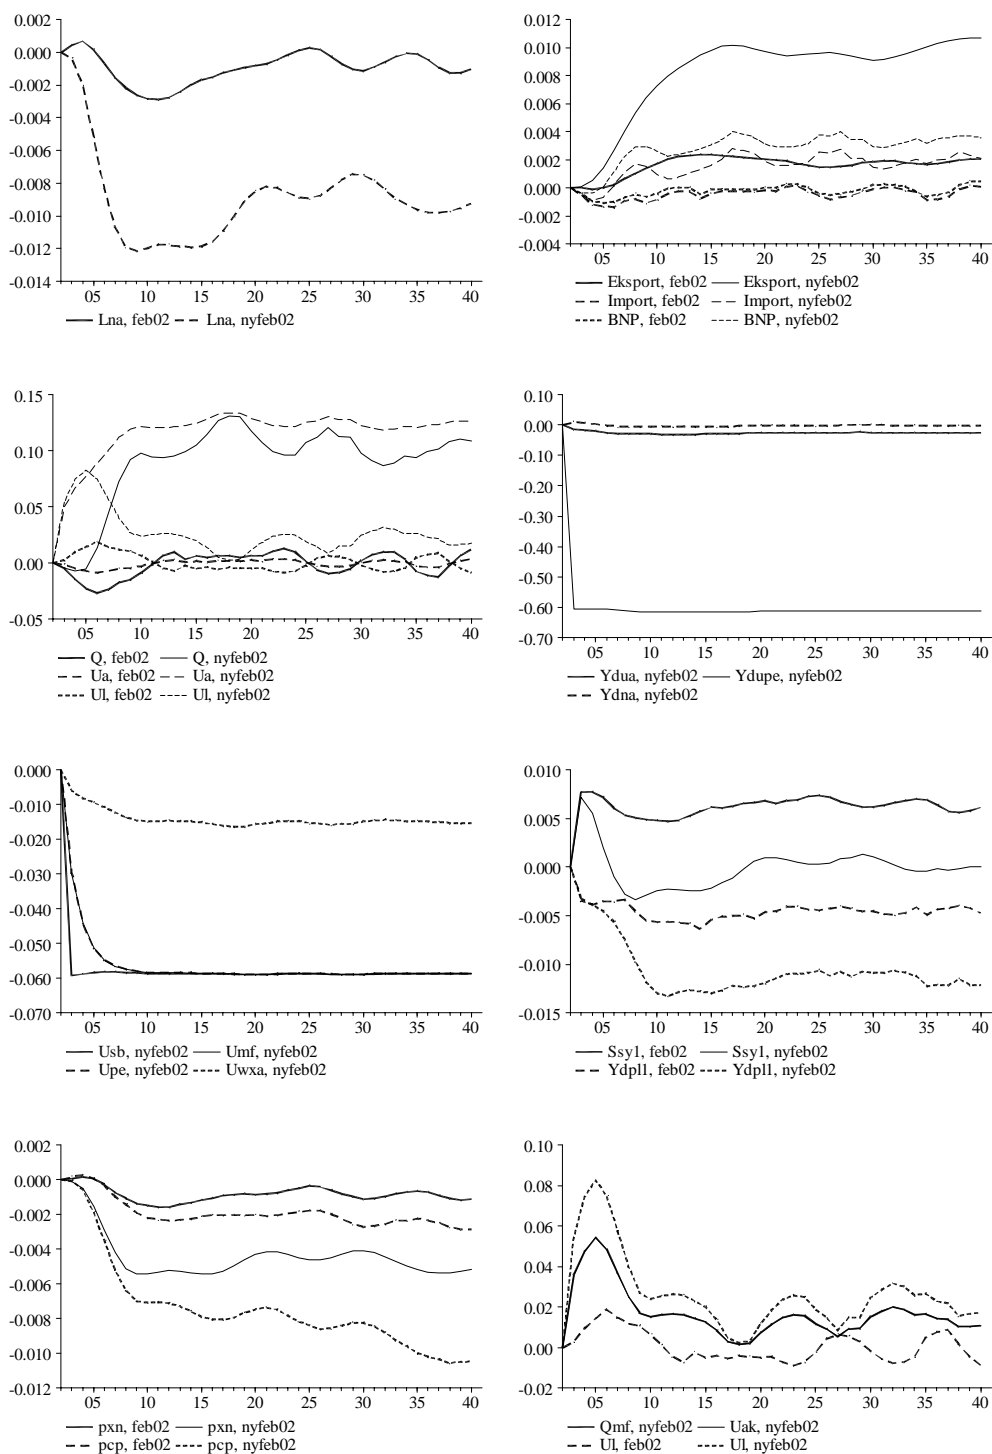 0.002
0.000
-0.002
-0.004
-0.006
-0.008
-0.010
-0.012
-0.014
05 10 15 20 25 30 35 40
Lna, feb02 Lna, nyfeb02
0.012
0.010
0.008
0.006
0.004
0.002
0.000
-0.002
-0.004
05 10 15 20 25 30 35 40
Eksport, feb02 Eksport, nyfeb02
Import, feb02 Import, nyfeb02
BNP, feb02 BNP, nyfeb02
0.15
0.10
0.05
0.00
-0.05
05 10 15 20 25 30 35 40
Q, feb02 Q, nyfeb02
Ua, feb02 Ua, nyfeb02
Ul, feb02 Ul, nyfeb02
0.10
0.00
-0.10
-0.20
-0.30
-0.40
-0.50
-0.60
-0.70
05 10 15 20 25 30 35 40
Ydua, nyfeb02 Ydupe, nyfeb02
Ydna, nyfeb02
0.000
-0.010
-0.020
-0.030
-0.040
-0.050
-0.060
-0.070
05 10 15 20 25 30 35 40
Usb, nyfeb02 Umf, nyfeb02
Upe, nyfeb02 Uwxa, nyfeb02
0.010
0.005
0.000
-0.005
-0.010
-0.015
05 10 15 20 25 30 35 40
Ssy1, feb02 Ssy1, nyfeb02
Ydpl1, feb02 Ydpl1, nyfeb02
0.002
0.000
-0.002
-0.004
-0.006
-0.008
-0.010
-0.012
05 10 15 20 25 30 35 40
pxn, feb02 pxn, nyfeb02
pcp, feb02 pcp, nyfeb02
0.10
0.08
0.06
0.04
0.02
0.00
-0.02
05 10 15 20 25 30 35 40
Qmf, nyfeb02 Uak, nyfeb02
Ul, feb02 Ul, nyfeb02